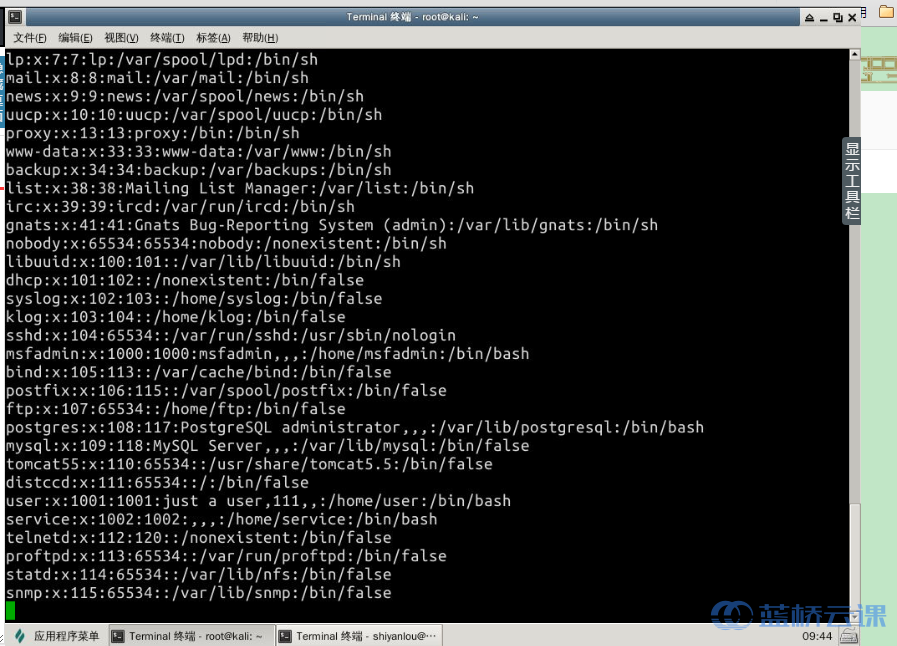 Terminal 终端 - root@kali: ~
文件(F) 编辑(E) 视图(V) 终端(T) 标签(A) 帮助(H)
lp:x:7:7:lp:/var/spool/lpd:/bin/sh
mail:x:8:8:mail:/var/mail:/bin/sh
news:x:9:9:news:/var/spool/news:/bin/sh
uucp:x:10:10:uucp:/var/spool/uucp:/bin/sh
proxy:x:13:13:proxy:/bin:/bin/sh
www-data:x:33:33:www-data:/var/www:/bin/sh
backup:x:34:34:backup:/var/backups:/bin/sh
list:x:38:38:Mailing List Manager:/var/list:/bin/sh
irc:x:39:39:ircd:/var/run/ircd:/bin/sh
gnats:x:41:41:Gnats Bug-Reporting System (admin):/var/lib/gnats:/bin/sh
nobody:x:65534:65534:nobody:/nonexistent:/bin/sh
libuuid:x:100:101::/var/lib/libuuid:/bin/sh
dhcp:x:101:102::/nonexistent:/bin/false
syslog:x:102:103::/home/syslog:/bin/false
klog:x:103:104::/home/klog:/bin/false
sshd:x:104:65534::/var/run/sshd:/usr/sbin/nologin
msfadmin:x:1000:1000:msfadmin,,,:/home/msfadmin:/bin/bash
bind:x:105:113::/var/cache/bind:/bin/false
postfix:x:106:115::/var/spool/postfix:/bin/false
ftp:x:107:65534::/home/ftp:/bin/false
postgres:x:108:117:PostgreSQL administrator,,,:/var/lib/postgresql:/bin/bash
mysql:x:109:118:MySQL Server,,,:/var/lib/mysql:/bin/false
tomcat55:x:110:65534::/usr/share/tomcat5.5:/bin/false
distccd:x:111:65534::/:/bin/false
user:x:1001:1001:just a user,111,,:/home/user:/bin/bash
service:x:1002:1002:,,,:/home/service:/bin/bash
telnetd:x:112:120::/nonexistent:/bin/false
proftpd:x:113:65534::/var/run/proftpd:/bin/false
statd:x:114:65534::/var/lib/nfs:/bin/false
snmp:x:115:65534::/var/lib/snmp:/bin/false
显示工具栏
蓝桥云课
应用程序菜单 Terminal 终端 - root@kali: ~ Terminal 终端 - shiyanlou@··· 09:44